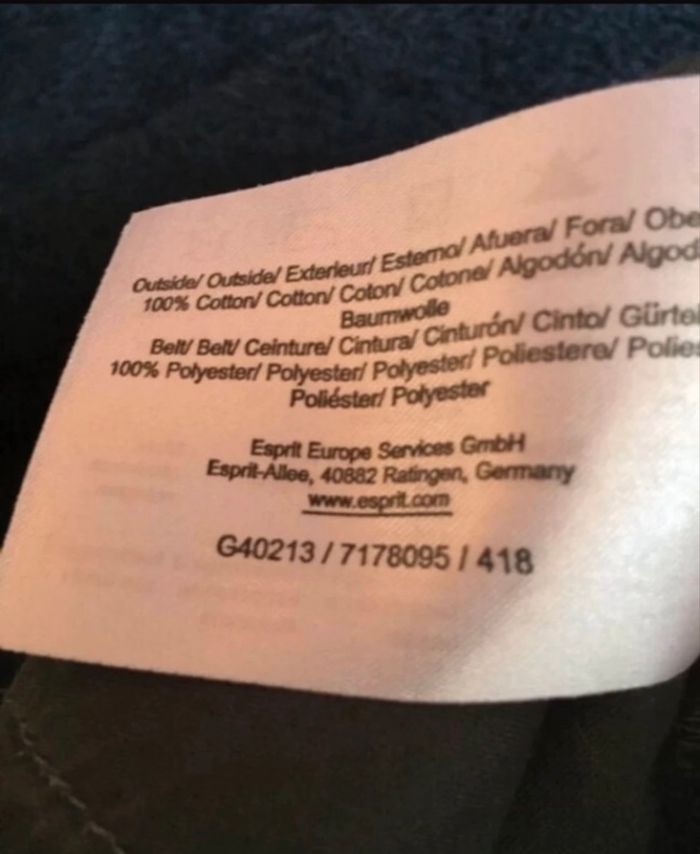 Outside/ Outside/ Exterieur/ Esterno/ Afuera/ Fora/
100% Cotton/ Cotton/ Coton/ Cotone/ Algodón/
Baumwolle
Belt/ Belt/ Ceinture/ Cintura/ Cinturón/ Cinto/
100% Polyester/ Polyester/ Polyester/ Poliestere/
Poliéster/ Polyester
Esprit Europe Services GmbH
Esprit-Allee, 40882 Ratingen, Germany
www.esprit.com
G40213 / 7178095 / 418